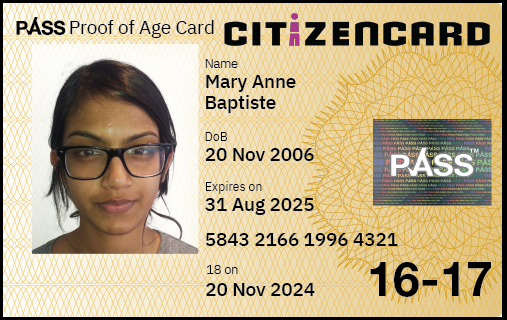 PASS Proof of Age Card
CITIZENCARD
Name
Mary Anne
Baptiste
DoB
20 Nov 2006
Expires on
31 Aug 2025
5843 2166 1996 4321
18 on
20 Nov 2024
PASS™
16-17